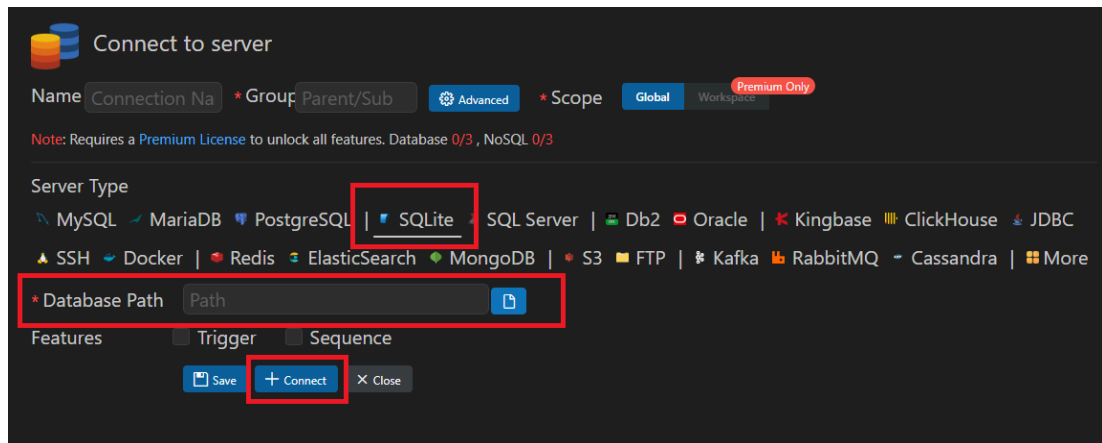 Connect to server
Name Connection Na * Group Parent/Sub Advanced * Scope Global Workspace Premium Only
Note: Requires a Premium License to unlock all features. Database 0/3 , NoSQL 0/3
Server Type
MySQL MariaDB PostgreSQL | SQLite SQL Server | Db2 Oracle | Kingbase ClickHouse JDBC
SSH Docker | Redis ElasticSearch MongoDB | S3 FTP | Kafka RabbitMQ Cassandra | More
* Database Path Path
Features Trigger Sequence
Save + Connect × Close